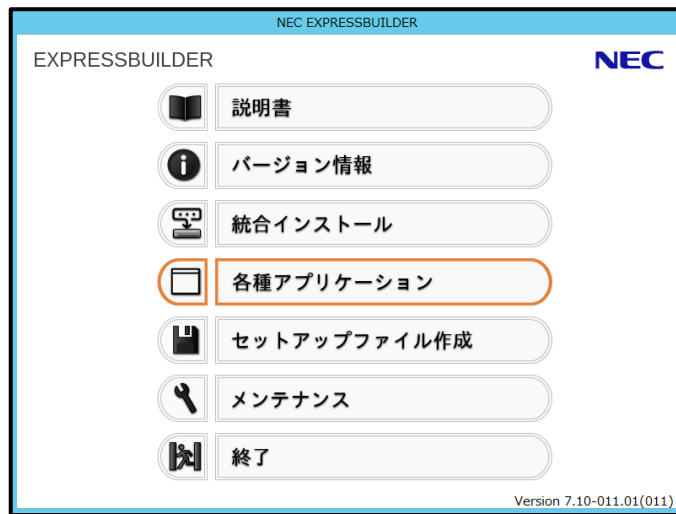 NEC EXPRESSBUILDER
EXPRESSBUILDER
NEC
説明書
バージョン情報
統合インストール
各種アプリケーション
セットアップファイル作成
メンテナンス
終了
Version 7.10-011.01(011)